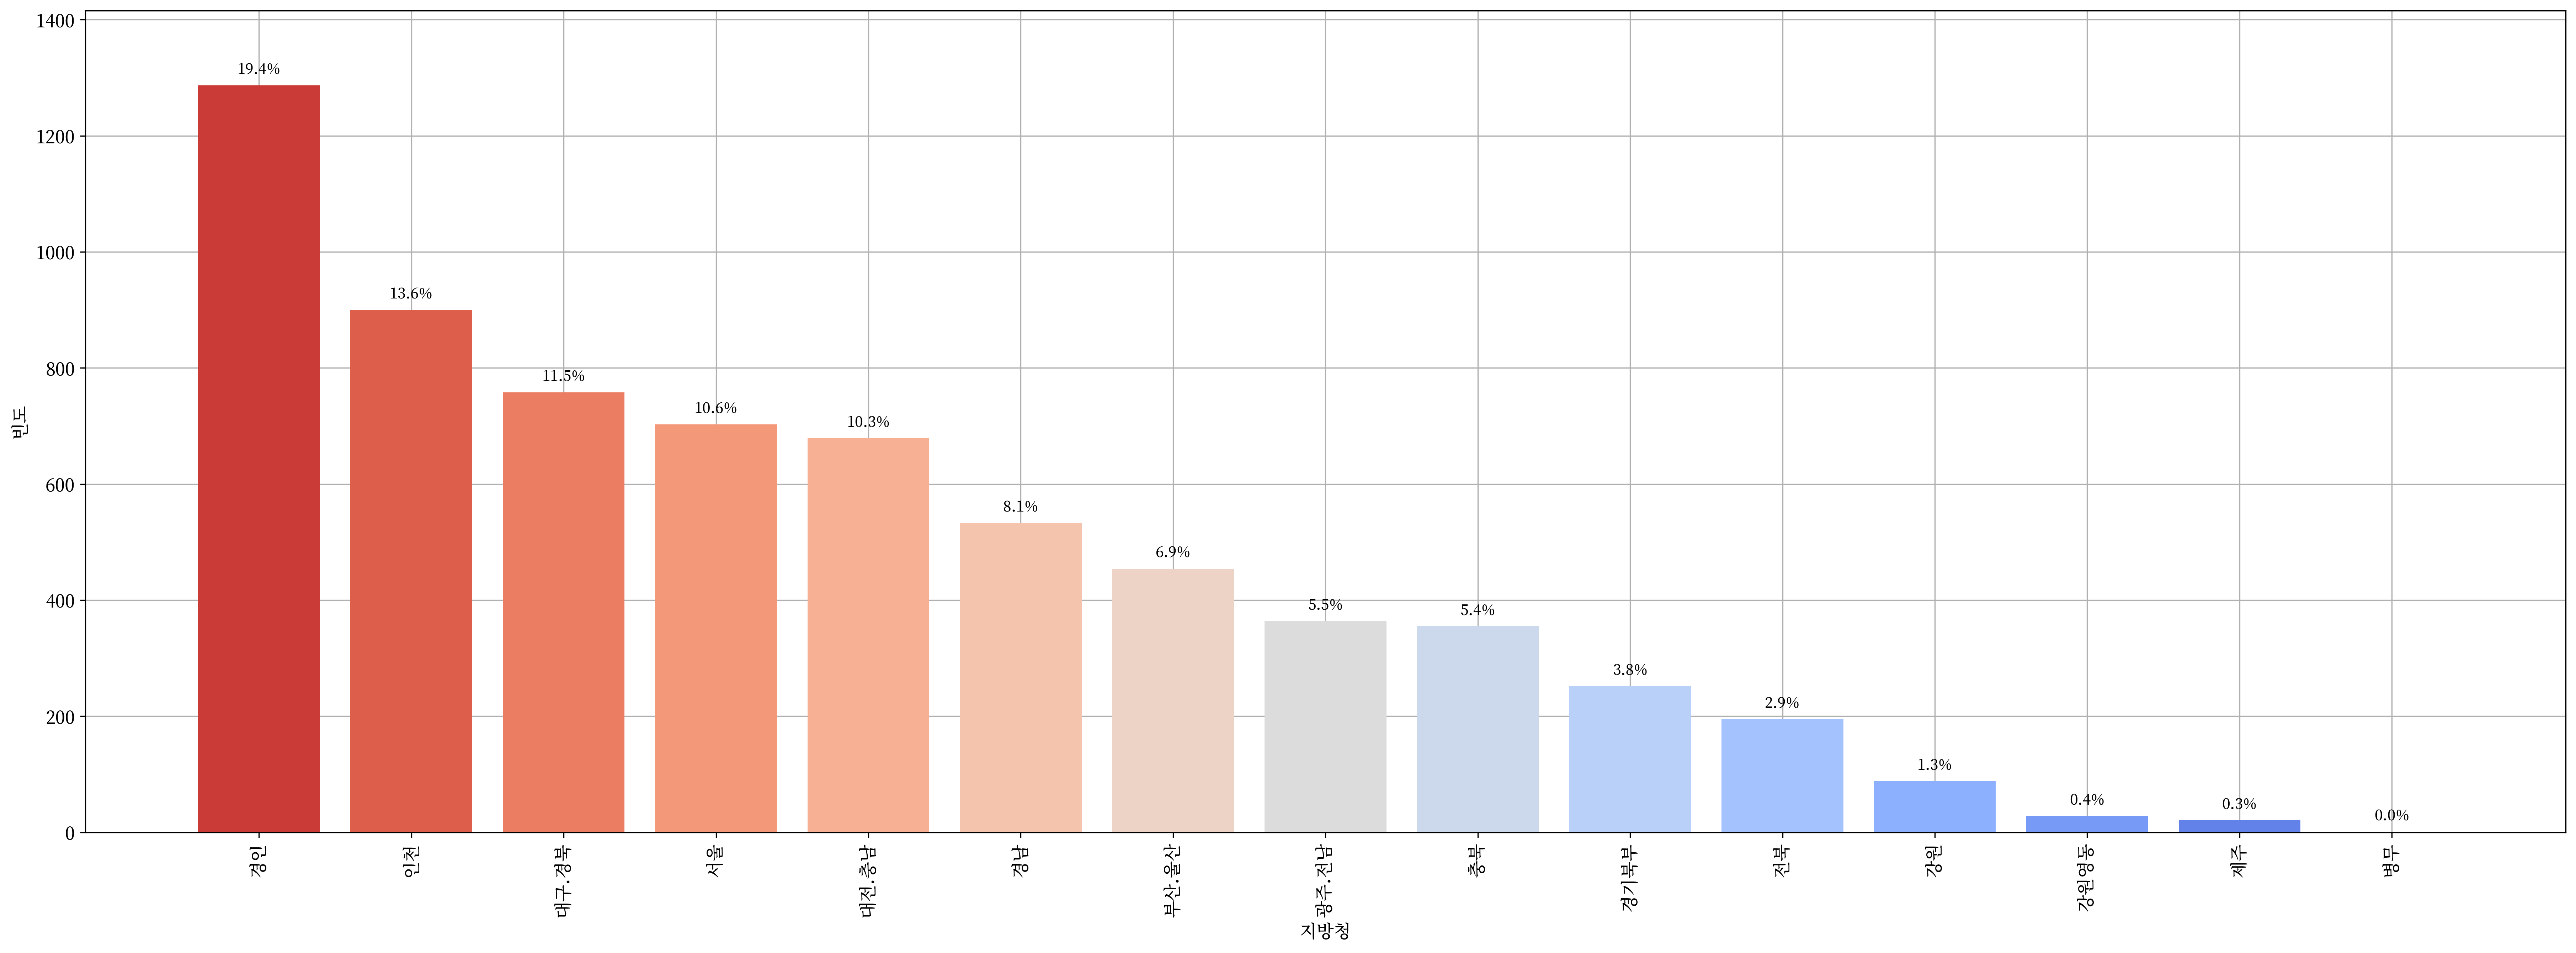 1400
1200
1000
800
600
400
200
0
빈도
19.4%
13.6%
11.5%
10.6%
10.3%
8.1%
6.9%
5.5%
5.4%
3.8%
2.9%
1.3%
0.4%
0.3%
0.0%
경인
인천
대구.경북
서울
대전.충남
경남
부산.울산
광주.전남
충북
경기북부
전북
강원
강원영동
제주
병무
지방청